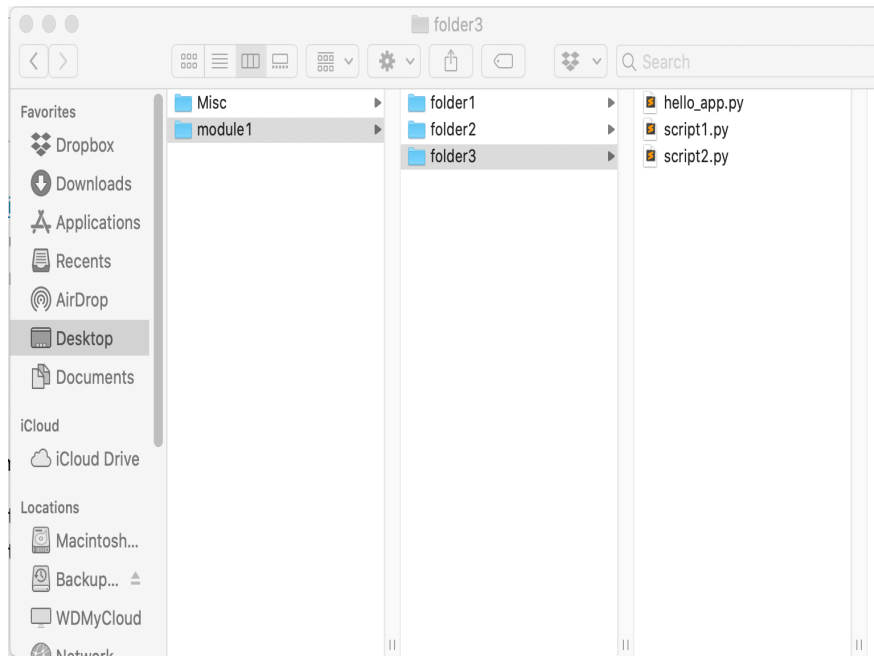 folder3
Search
Favorites
Dropbox
Downloads
Applications
Recents
AirDrop
Desktop
Documents
iCloud
iCloud Drive
Locations
Macintosh...
Backup...
WDMyCloud
Network
Misc
module1
folder1
folder2
folder3
hello_app.py
script1.py
script2.py